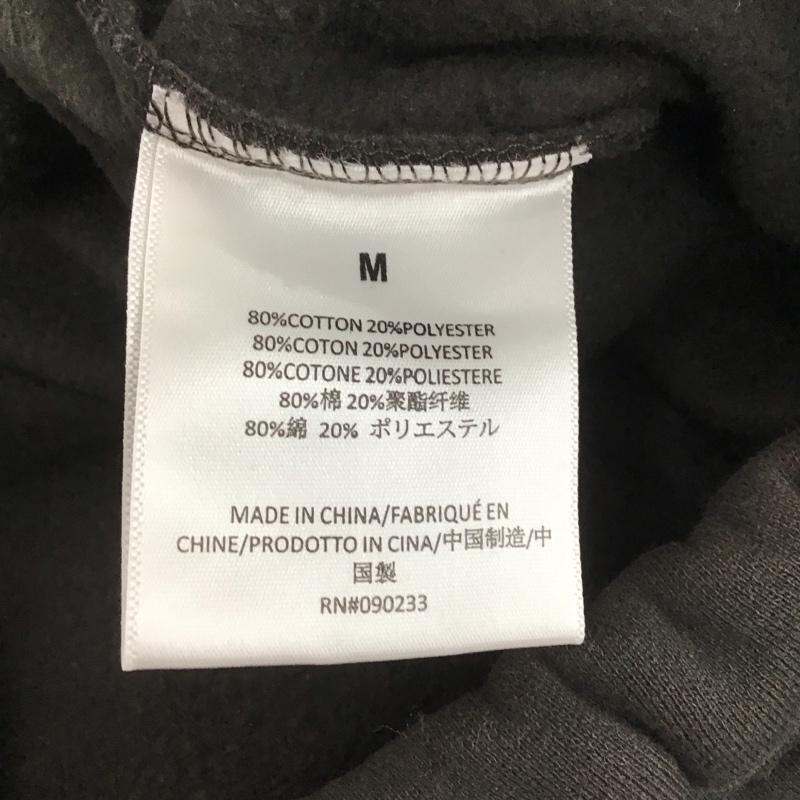 M
80%COTTON 20%POLYESTER
80%COTON 20%POLYESTER
80%COTONE 20%POLIESTERE
80%棉 20%聚酯纤维
80%綿 20% ポリエステル
MADE IN CHINA/FABRIQUÉ EN
CHINE/PRODOTTO IN CINA/中国制造/中
国製
RN#090233